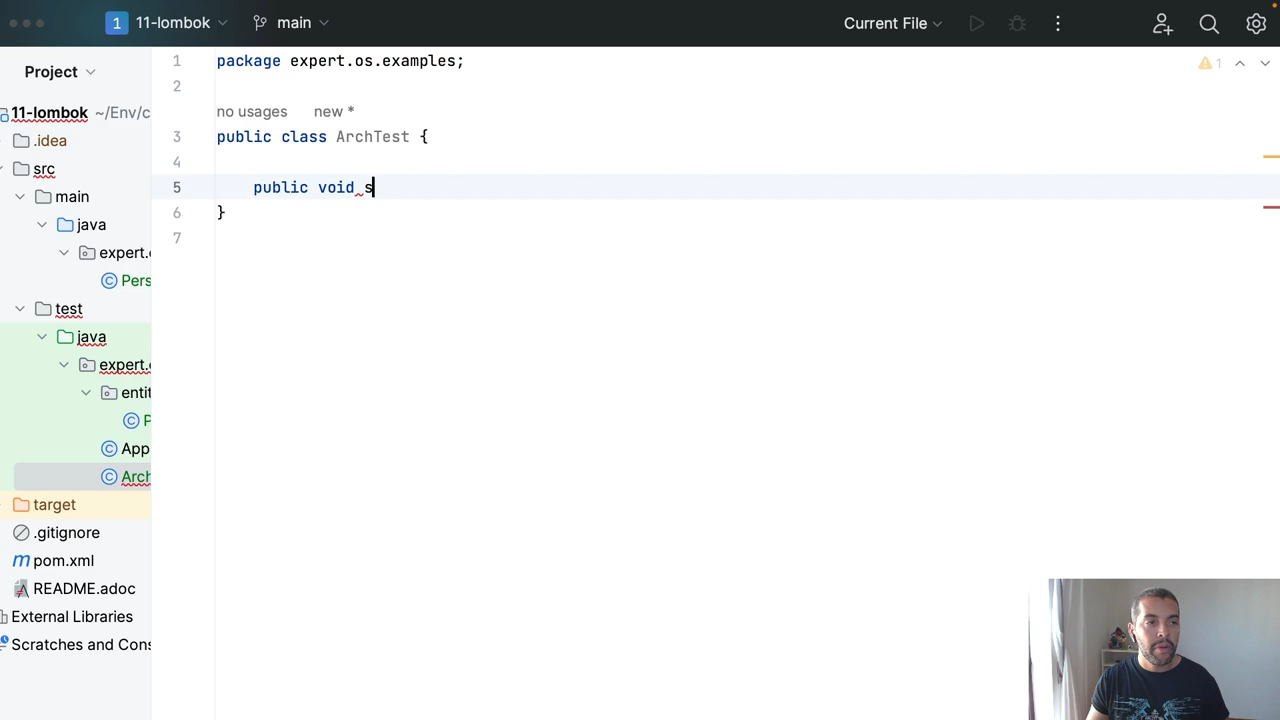 1 11-lombok main Current File
Project
11-lombok ~/Env/c
.idea
src
main
java
expert.
Pers
test
java
expert.
entit
P
App
Arch
target
.gitignore
pom.xml
README.adoc
External Libraries
Scratches and Cons
1 package expert.os.examples;
1
2
no usages new *
3 public class ArchTest {
4
5 public void s
6 }
7